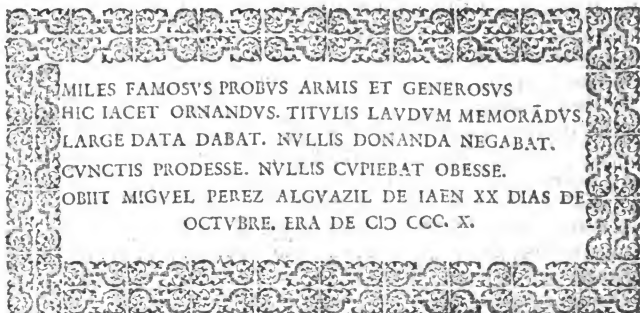 MILES FAMOSVS PROBVS ARMIS ET GENEROSVS
HIC IACET ORNANDVS. TITVLIS LAVDVM MEMORĀDVS.
LARGE DATA DABAT. NVLLIS DONANDA NEGABAT.
CVNCTIS PRODESSE. NVLLIS CVPIEBAT OBESSE.
OBIIT MIGVEL PEREZ ALGVAZIL DE IAËN XX DIAS DE
OCTVBRE. ERA DE CIↃ CCC. X.